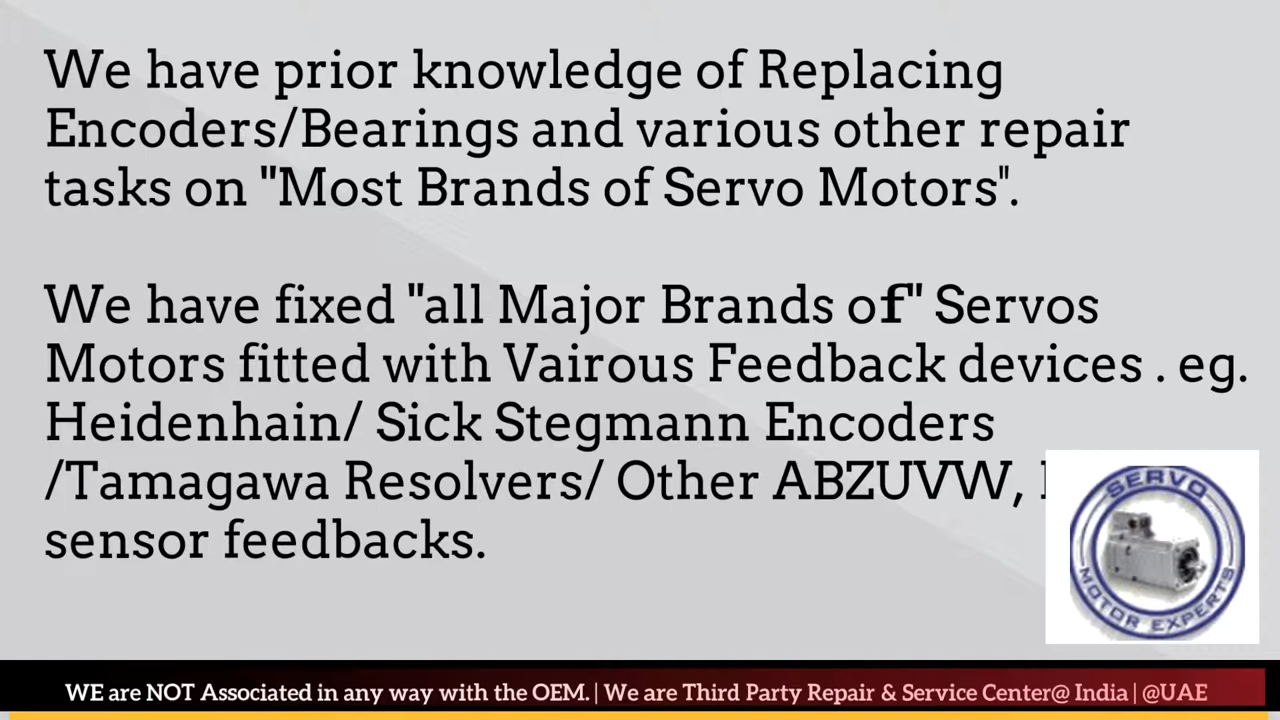 We have prior knowledge of Replacing
Encoders/Bearings and various other repair
tasks on "Most Brands of Servo Motors".
We have fixed "all Major Brands of" Servos
Motors fitted with Vairous Feedback devices . eg.
Heidenhain/ Sick Stegmann Encoders
/Tamagawa Resolvers/ Other ABZUVW,
sensor feedbacks.
SERVO
MOTOR EXPERTS
WE are NOT Associated in any way with the OEM. | We are Third Party Repair & Service Center@ India | @UAE